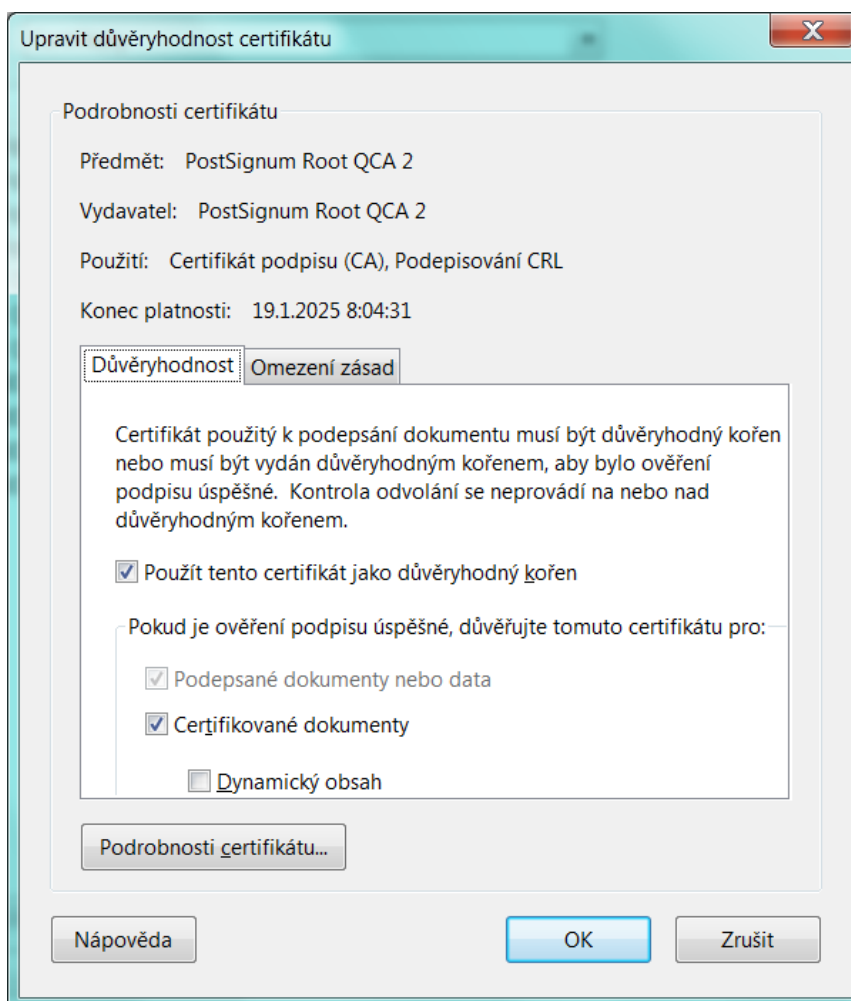 Upravit důvěryhodnost certifikátu
Podrobnosti certifikátu
Předmět: PostSignum Root QCA 2
Vydavatel: PostSignum Root QCA 2
Použití: Certifikát podpisu (CA), Podepisování CRL
Konec platnosti: 19.1.2025 8:04:31
Důvěryhodnost Omezení zásad
Certifikát použitý k podepsání dokumentu musí být důvěryhodný kořen
nebo musí být vydán důvěryhodným kořenem, aby bylo ověření
podpisu úspěšné. Kontrola odvolání se neprovádí na nebo nad
důvěryhodným kořenem.
Použít tento certifikát jako důvěryhodný kořen
Pokud je ověření podpisu úspěšné, důvěřujte tomuto certifikátu pro:
Podepsané dokumenty nebo data
Certifikované dokumenty
Dynamický obsah
Podrobnosti certifikátu...
Nápověda OK Zrušit